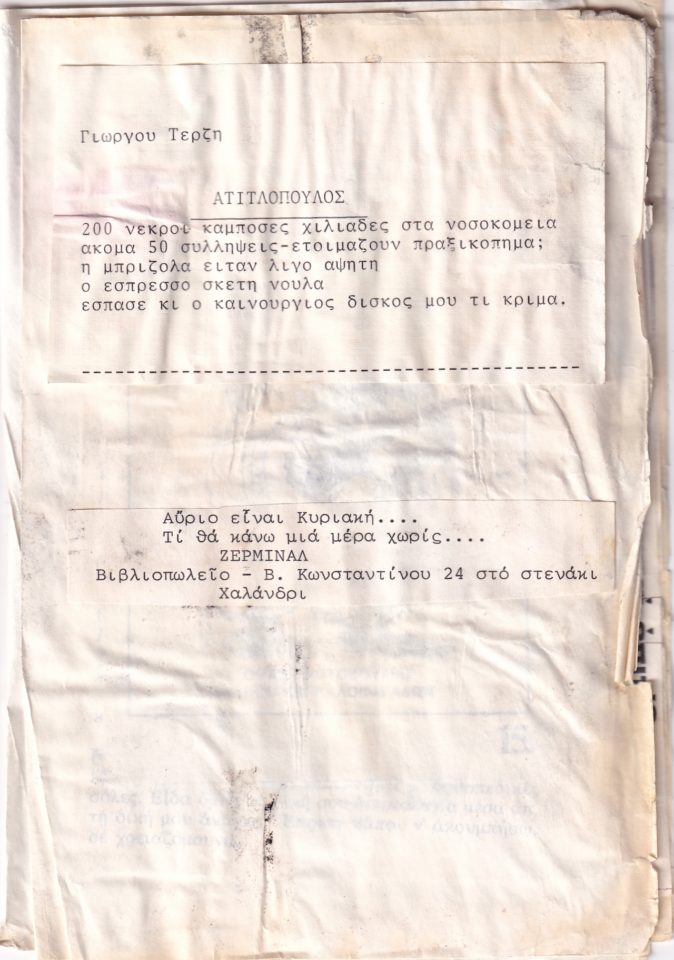 Γιωργου Τερζη
ΑΤΙΤΛΟΠΟΥΛΟΣ
200 νεκροι καμποσες χιλιαδες στα νοσοκομεια
ακομα 50 συλληψεις-ετοιμαζουν πραξικοπημα;
η μπριζολα ειταν λιγο αψητη
ο εσπρεσσο σκετη νουλα
εσπασε κι ο καινουργιος δισκος μου τι κριμα.
Αὔριο εἶναι Κυριακή....
Τί θά κάνω μιά μέρα χωρίς....
ΖΕΡΜΙΝΑΛ
Βιβλιοπωλεῖο - Β. Κωνσταντίνου 24 στό στενάκι
Χαλάνδρι
15.